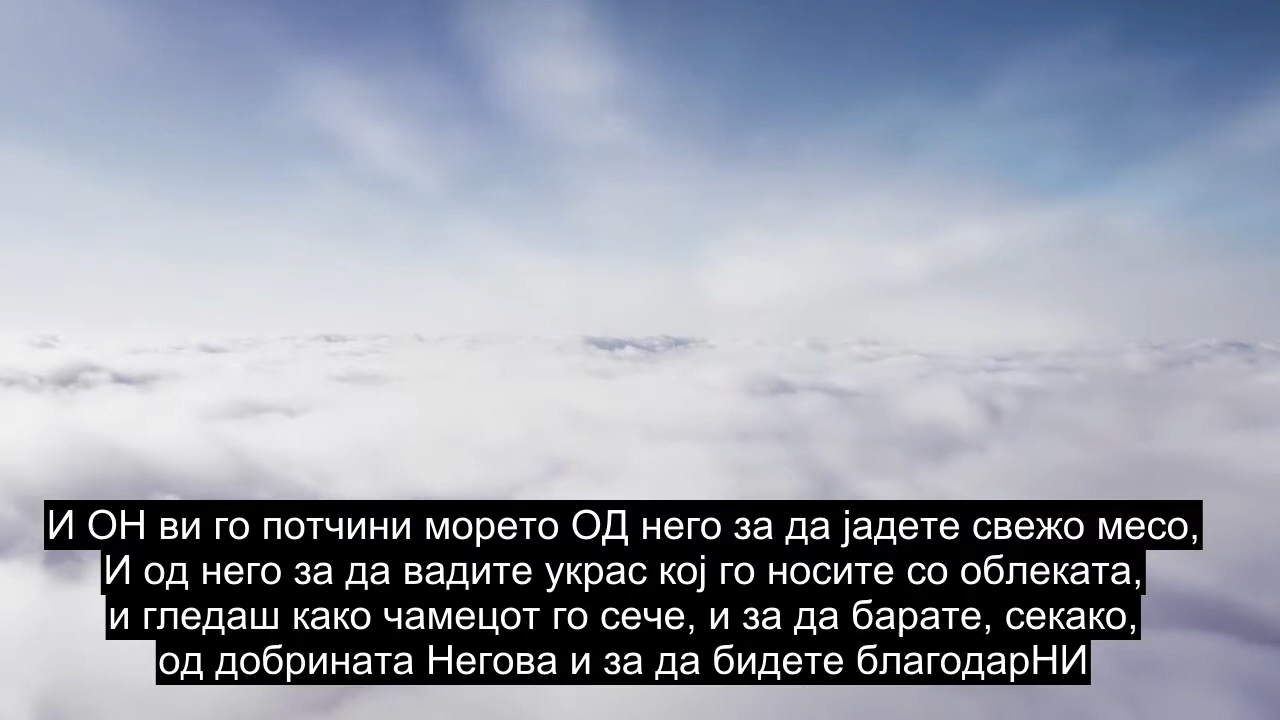 И ОН ви го потчини морето ОД него за да јадете свежо месо,
И од него за да вадите украс кој го носите со облеката,
и гледаш како чамецот го сече, и за да барате, секако,
од добрината Негова и за да бидете благодарНИ